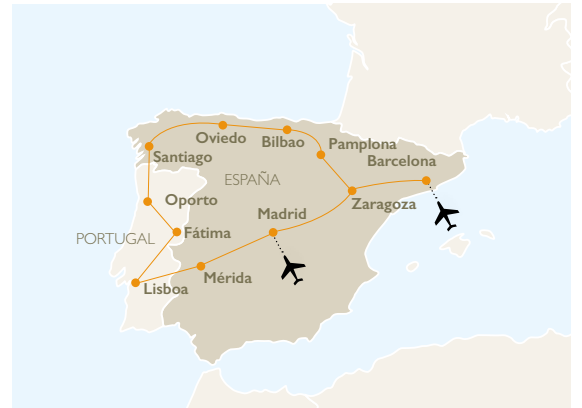 Oviedo
Bilbao
Santiago
Pamplona
Barcelona
ESPAÑA
Oporto
Zaragoza
Madrid
PORTUGAL
Fátima
Mérida
Lisboa